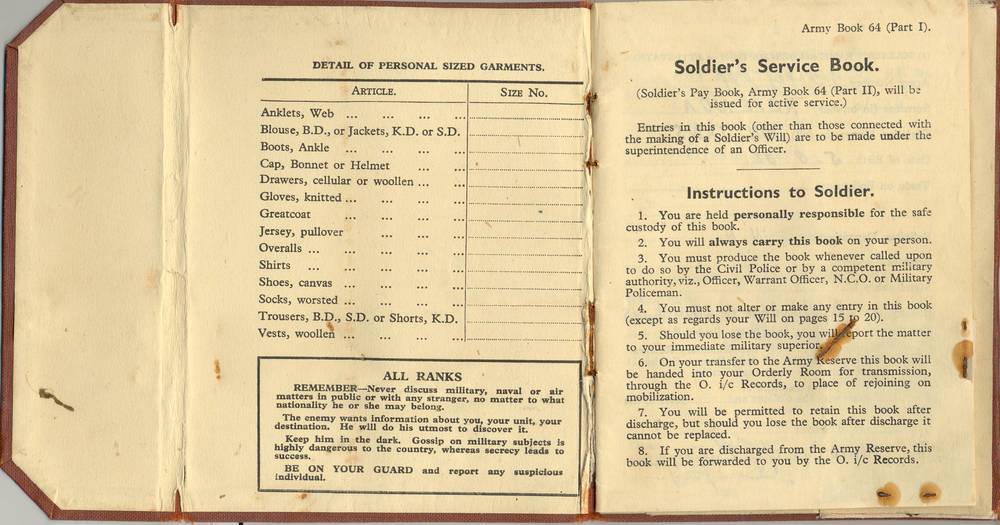 DETAIL OF PERSONAL SIZED GARMENTS.
ARTICLE. SIZE No.
Anklets, Web ... ... ... ...
Blouse, B.D., or Jackets, K.D. or S.D.
Boots, Ankle ... ... ... ...
Cap, Bonnet or Helmet ... ...
Drawers, cellular or woollen ... ...
Gloves, knitted ... ... ... ...
Greatcoat ... ... ... ...
Jersey, pullover ... ... ...
Overalls ... ... ... ... ...
Shirts ... ... ... ... ...
Shoes, canvas ... ... ... ...
Socks, worsted ... ... ... ...
Trousers, B.D., S.D. or Shorts, K.D.
Vests, woollen ... ... ... ...
ALL RANKS
REMEMBER—Never discuss military, naval or air
matters in public or with any stranger, no matter to what
nationality he or she may belong.
The enemy wants information about you, your unit, your
destination. He will do his utmost to discover it.
Keep him in the dark. Gossip on military subjects is
highly dangerous to the country, whereas secrecy leads to
success.
BE ON YOUR GUARD and report any suspicious
individual.
Army Book 64 (Part I).
Soldier's Service Book.
(Soldier's Pay Book, Army Book 64 (Part II), will be
issued for active service.)
Entries in this book (other than those connected with
the making of a Soldier's Will) are to be made under the
superintendence of an Officer.
Instructions to Soldier.
1. You are held personally responsible for the safe
custody of this book.
2. You will always carry this book on your person.
3. You must produce the book whenever called upon
to do so by the Civil Police or by a competent military
authority, viz., Officer, Warrant Officer, N.C.O. or Military
Policeman.
4. You must not alter or make any entry in this book
(except as regards your Will on pages 15 to 20).
5. Should you lose the book, you will report the matter
to your immediate military superior.
6. On your transfer to the Army Reserve this book will
be handed into your Orderly Room for transmission,
through the O. i/c Records, to place of rejoining on
mobilization.
7. You will be permitted to retain this book after
discharge, but should you lose the book after discharge it
cannot be replaced.
8. If you are discharged from the Army Reserve, this
book will be forwarded to you by the O. i/c Records.